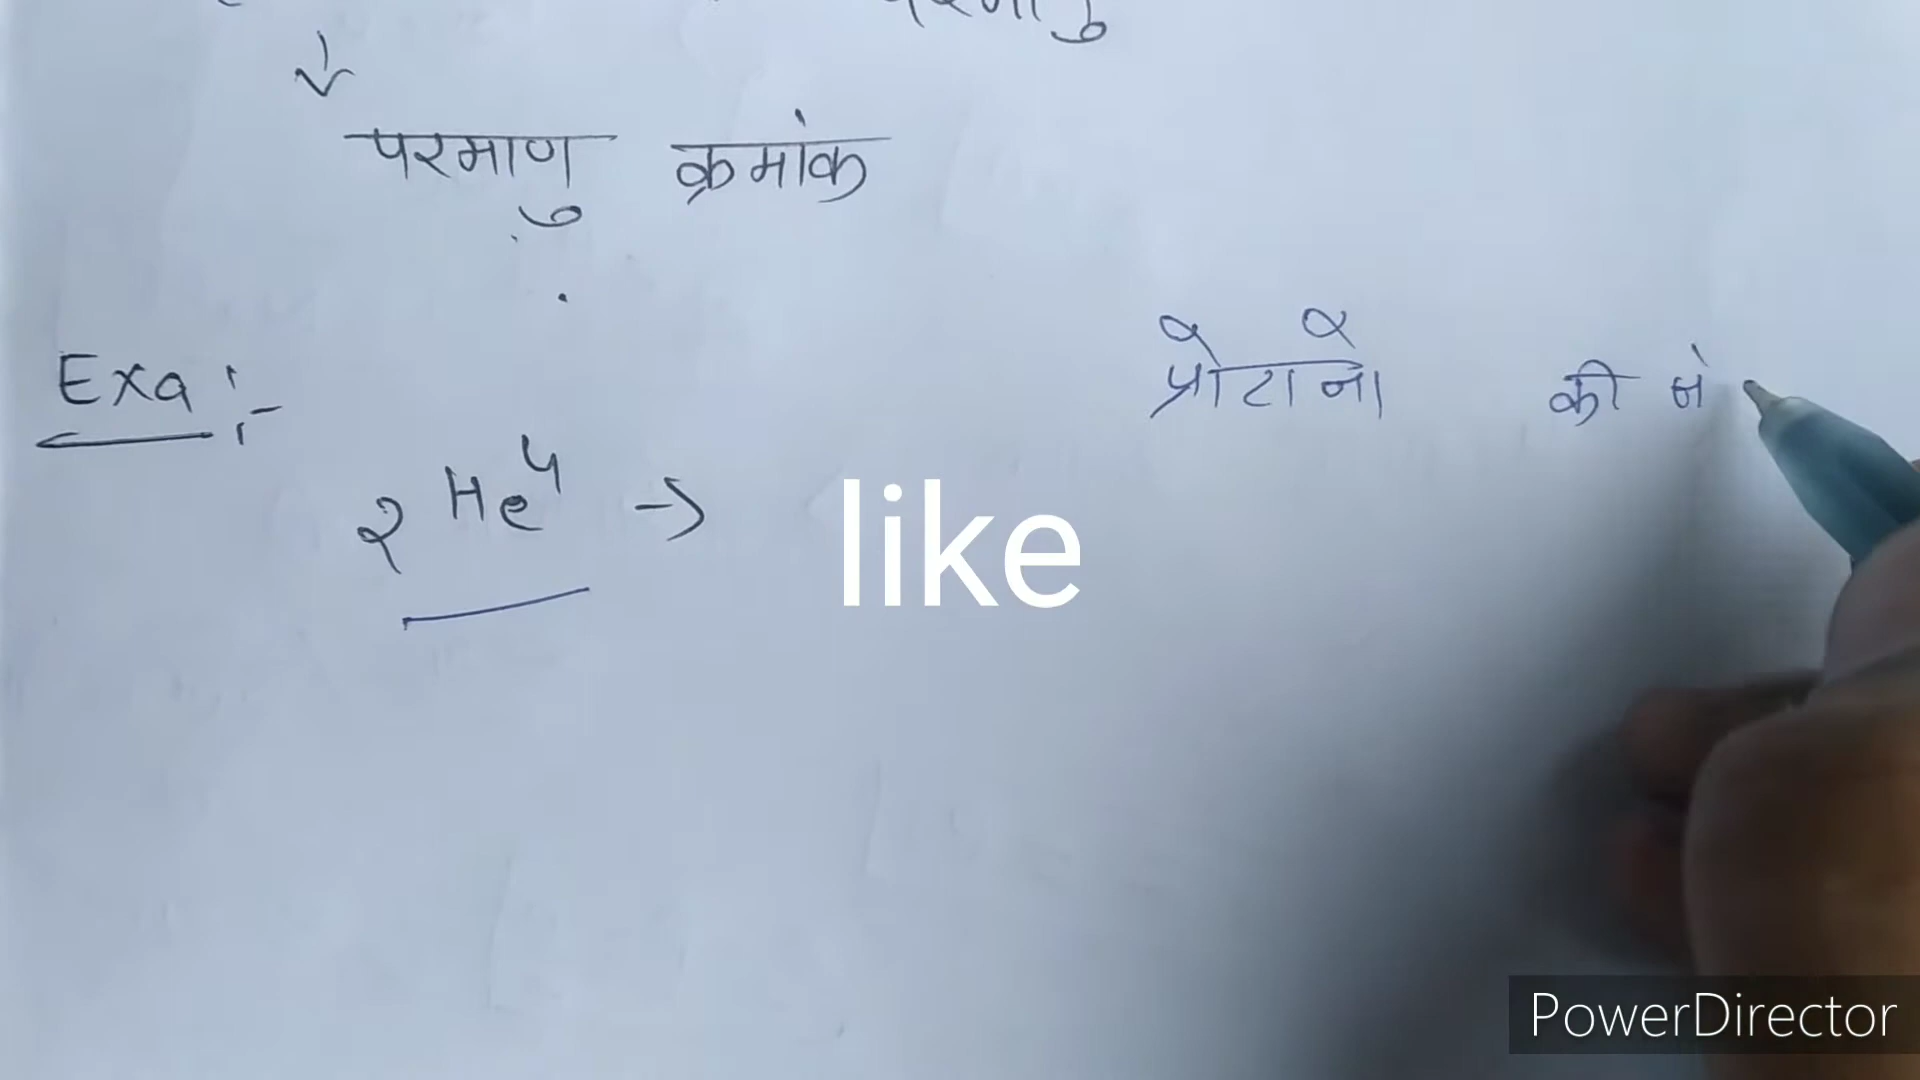 ↓
परमाणु क्रमांक
Exa :-
प्रोटानो की
2 He 4 →
like
PowerDirector